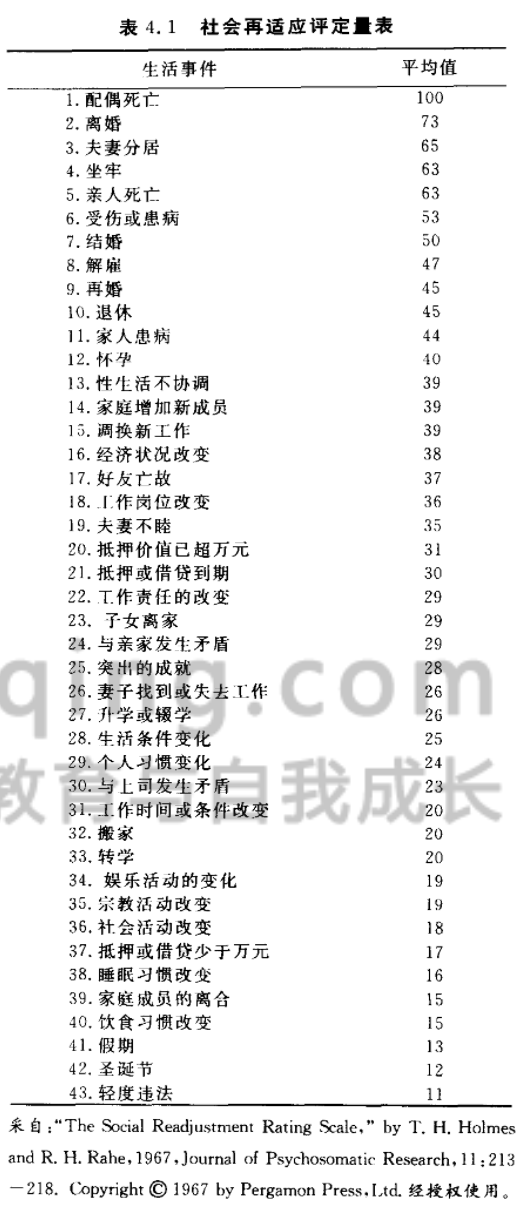 表 4.1 社会再适应评定量表
生活事件 平均值
1.配偶死亡 100
2.离婚 73
3.夫妻分居 65
4.坐牢 63
5.亲人死亡 63
6.受伤或患病 53
7.结婚 50
8.解雇 47
9.再婚 45
10.退休 45
11.家人患病 44
12.怀孕 40
13.性生活不协调 39
14.家庭增加新成员 39
15.调换新工作 39
16.经济状况改变 38
17.好友亡故 37
18.工作岗位改变 36
19.夫妻不睦 35
20.抵押价值已超万元 31
21.抵押或借贷到期 30
22.工作责任的改变 29
23. 子女离家 29
24.与亲家发生矛盾 29
25.突出的成就 28
26.妻子找到或失去工作 26
27.升学或辍学 26
28.生活条件变化 25
29.个人习惯变化 24
30.与上司发生矛盾 23
31.工作时间或条件改变 20
32.搬家 20
33.转学 20
34. 娱乐活动的变化 19
35.宗教活动改变 19
36.社会活动改变 18
37.抵押或借贷少于万元 17
38.睡眠习惯改变 16
39.家庭成员的离合 15
40.饮食习惯改变 15
41.假期 13
42.圣诞节 12
43.轻度违法 11
采自:“The Social Readjustment Rating Scale,” by T. H. Holmes
and R. H. Rahe,1967,Journal of Psychosomatic Research,11:213
－218. Copyright © 1967 by Pergamon Press,Ltd. 经授权使用。
qing.com
教育与自我成长